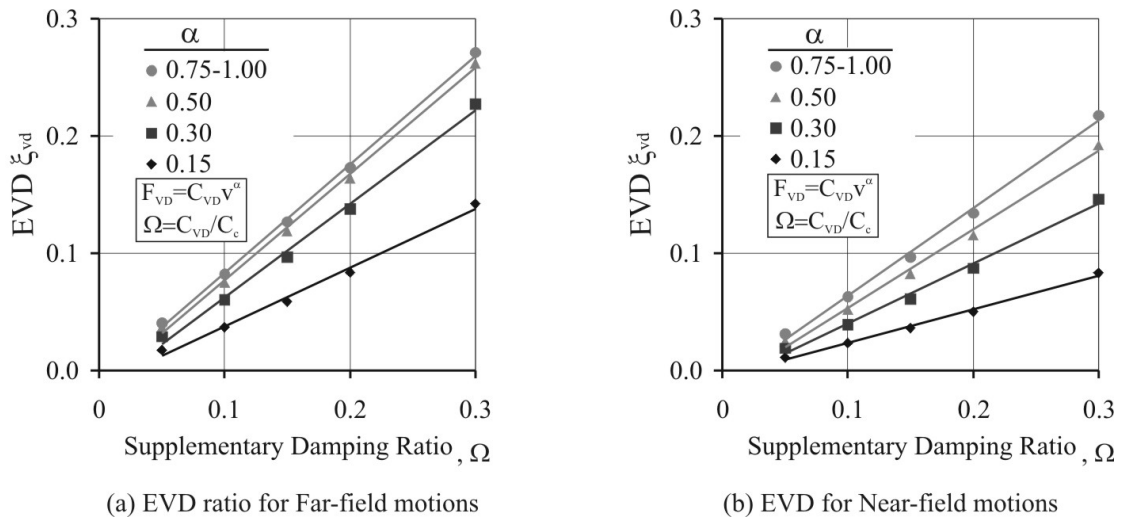 0.3
0.2
0.1
0.0
EVD ξvd
α
0.75-1.00
0.50
0.30
0.15
F_VD=C_VDv^α
Ω=C_VD/C_c
0
0.1
0.2
0.3
Supplementary Damping Ratio , Ω
(a) EVD ratio for Far-field motions
0.3
0.2
0.1
0.0
EVD ξvd
α
0.75-1.00
0.50
0.30
0.15
F_VD=C_VDv^α
Ω=C_VD/C_c
0
0.1
0.2
0.3
Supplementary Damping Ratio , Ω
(b) EVD for Near-field motions